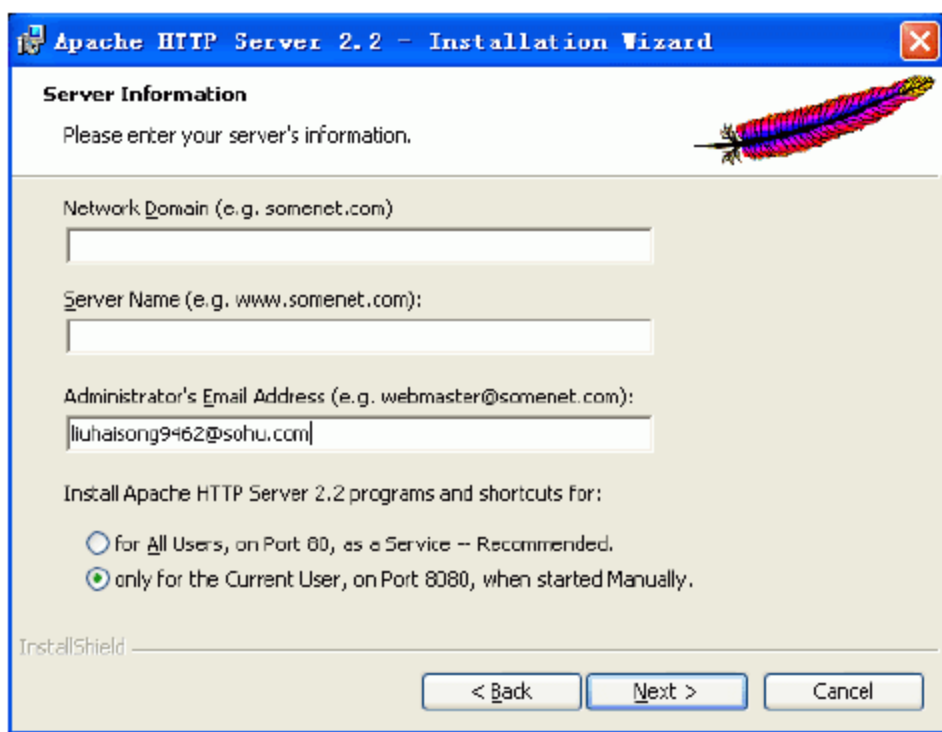 Apache HTTP Server 2.2 - Installation Wizard
Server Information
Please enter your server's information.
Network Domain (e.g. somenet.com)
Server Name (e.g. www.somenet.com):
Administrator's Email Address (e.g. webmaster@somenet.com):
liuhaisong9462@sohu.com
Install Apache HTTP Server 2.2 programs and shortcuts for:
for All Users, on Port 80, as a Service -- Recommended.
only for the Current User, on Port 8080, when started Manually.
InstallShield
< Back
Next >
Cancel